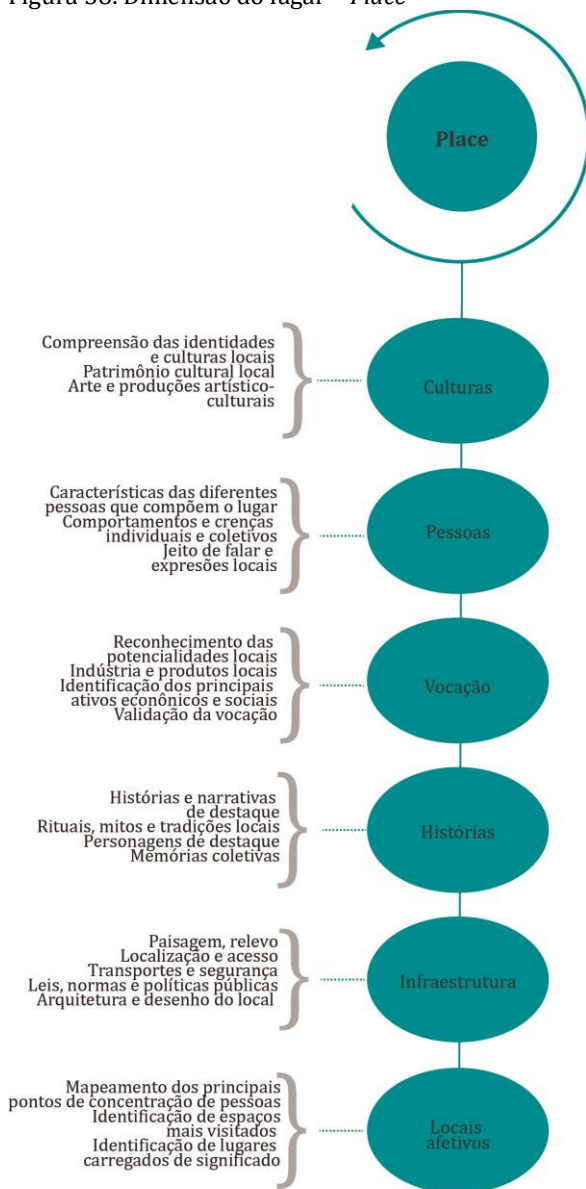 Figura 38. Dimensão do lugar – Place
Place
Compreensão das identidades
e culturas locais
Patrimônio cultural local
Arte e produções artístico-
culturais
Culturas
Características das diferentes
pessoas que compõem o lugar
Comportamentos e crenças
individuais e coletivos
Jeito de falar e
expresões locais
Pessoas
Reconhecimento das
potencialidades locais
Indústria e produtos locais
Identificação dos principais
ativos econômicos e sociais
Validação da vocação
Vocação
Histórias e narrativas
de destaque
Rituais, mitos e tradições locais
Personagens de destaque
Memórias coletivas
Histórias
Paisagem, relevo
Localização e acesso
Transportes e segurança
Leis, normas e políticas públicas
Arquitetura e desenho do local
Infraestrutura
Mapeamento dos principais
pontos de concentração de pessoas
Identificação de espaços
mais visitados
Identificação de lugares
carregados de significado
Locais
afetivos